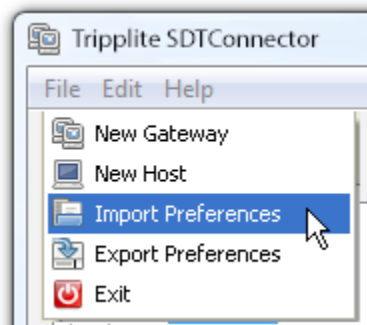 Tripplite SDTConnector
File Edit Help
New Gateway
New Host
Import Preferences
Export Preferences
Exit